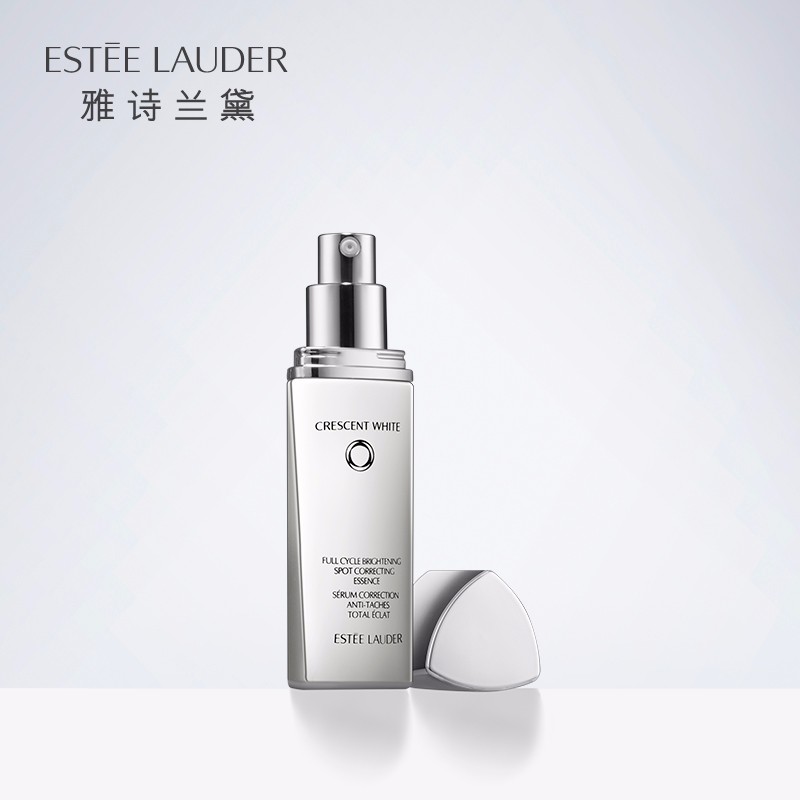 ESTĒE LAUDER
雅诗兰黛
CRESCENT WHITE
FULL CYCLE BRIGHTENING
SPOT CORRECTING
ESSENCE
SÉRUM CORRECTION
ANTI-TACHES
TOTAL ÉCLAT
ESTĒE LAUDER